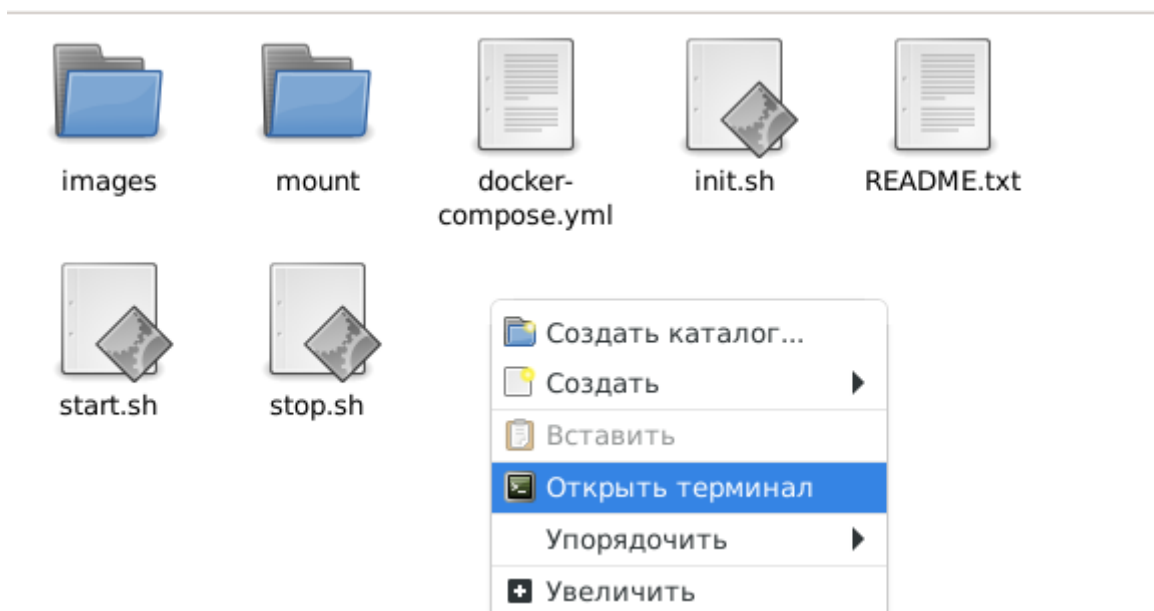 images
mount
docker-
compose.yml
init.sh
README.txt
start.sh
stop.sh
Создать каталог...
Создать
Вставить
Открыть терминал
Упорядочить
Увеличить